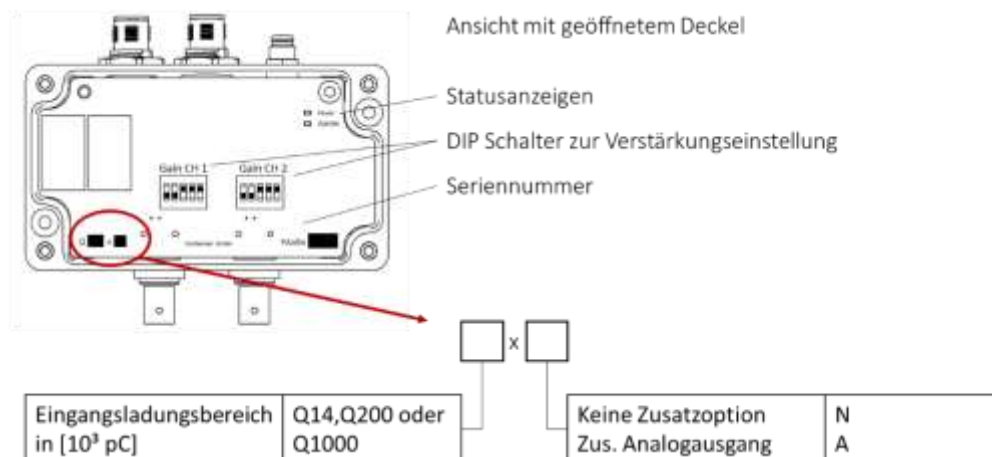 Ansicht mit geöffnetem Deckel
Statusanzeigen
DIP Schalter zur Verstärkungseinstellung
Seriennummer
Gain CH 1
Gain CH 2
x
Eingangsladungsbereich
in [10³ pC]
Q14,Q200 oder
Q1000
Keine Zusatzoption
Zus. Analogausgang
N
A